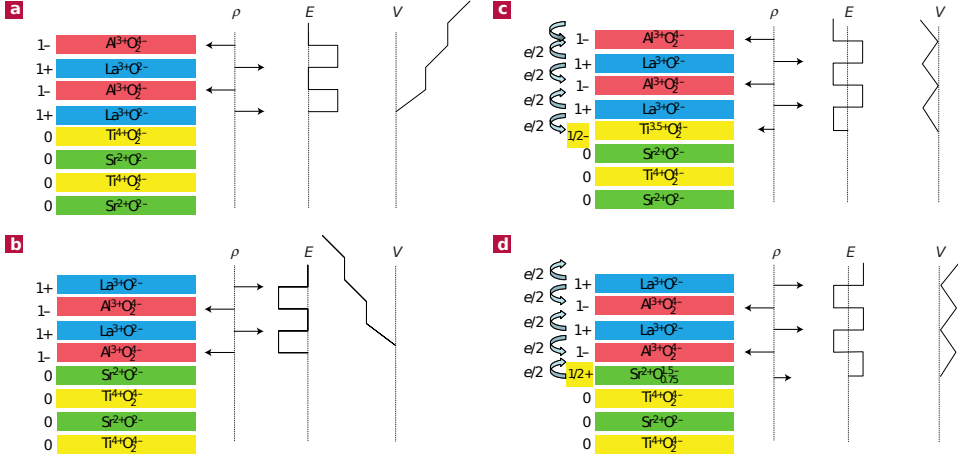 a ρ E V
1– Al³⁺O₂⁴⁻
1+ La³⁺O²⁻
1– Al³⁺O₂⁴⁻
1+ La³⁺O²⁻
0 Ti⁴⁺O₂⁴⁻
0 Sr²⁺O²⁻
0 Ti⁴⁺O₂⁴⁻
0 Sr²⁺O²⁻
c ρ E V
1– Al³⁺O₂⁴⁻
e/2
1+ La³⁺O²⁻
e/2
1– Al³⁺O₂⁴⁻
e/2
1+ La³⁺O²⁻
e/2
1/2– Ti³·⁵⁺O₂⁴⁻
0 Sr²⁺O²⁻
0 Ti⁴⁺O₂⁴⁻
0 Sr²⁺O²⁻
b ρ E V
1+ La³⁺O²⁻
1– Al³⁺O₂⁴⁻
1+ La³⁺O²⁻
1– Al³⁺O₂⁴⁻
0 Sr²⁺O²⁻
0 Ti⁴⁺O₂⁴⁻
0 Sr²⁺O²⁻
0 Ti⁴⁺O₂⁴⁻
d ρ E V
e/2
1+ La³⁺O²⁻
e/2
1– Al³⁺O₂⁴⁻
e/2
1+ La³⁺O²⁻
e/2
1– Al³⁺O₂⁴⁻
e/2
1/2+ Sr²⁺O₀.₇₅¹·⁵⁻
0 Ti⁴⁺O₂⁴⁻
0 Sr²⁺O²⁻
0 Ti⁴⁺O₂⁴⁻